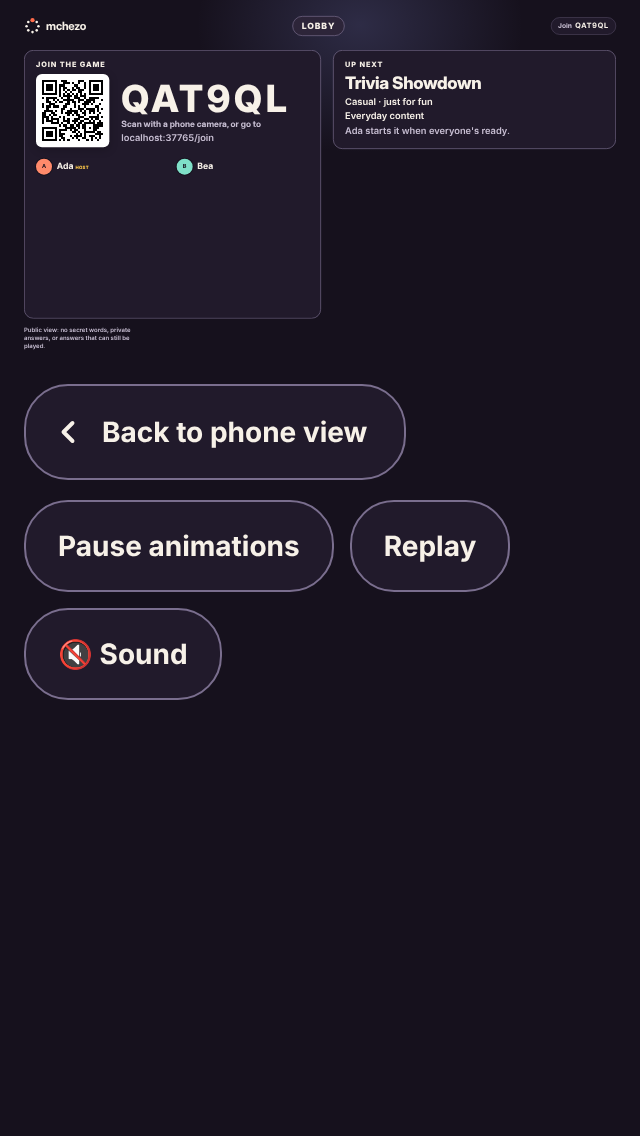 mchezo
LOBBY
Join QAT9QL
JOIN THE GAME
QAT9QL
Scan with a phone camera, or go to
localhost:37765/join
A Ada HOST
B Bea
UP NEXT
Trivia Showdown
Casual · just for fun
Everyday content
Ada starts it when everyone's ready.
Public view: no secret words, private
answers, or answers that can still be
played.
Back to phone view
Pause animations
Replay
Sound